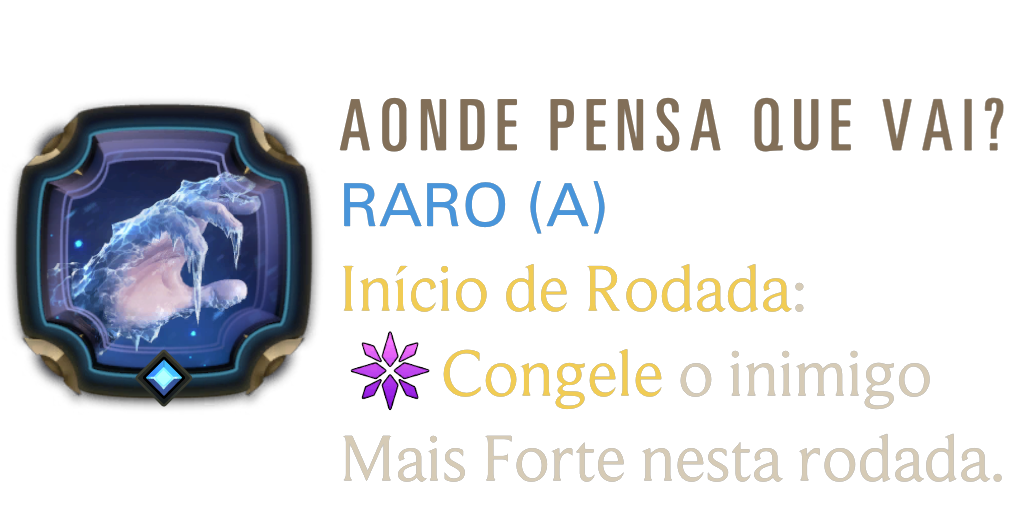 AONDE PENSA QUE VAI?
RARO (A)
Início de Rodada:
Congele o inimigo
Mais Forte nesta rodada.